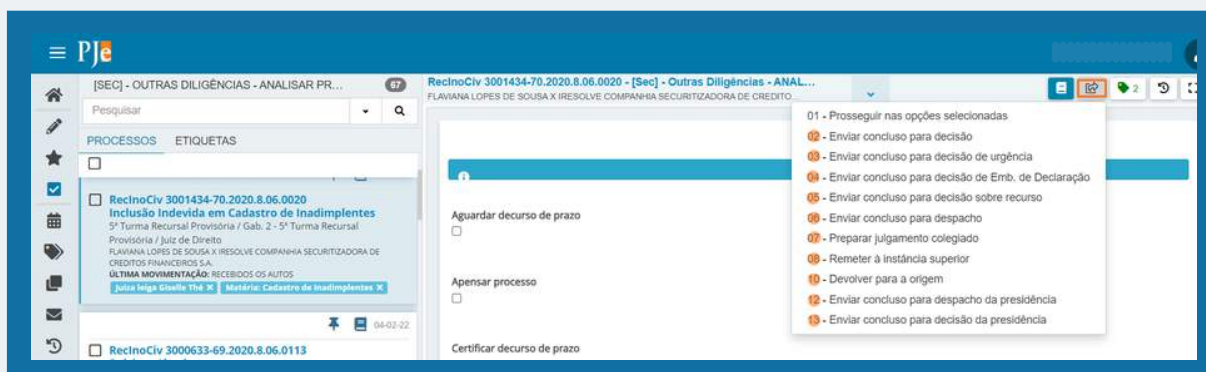 PJe
[SEC] - OUTRAS DILIGÊNCIAS - ANALISAR PR...
67
Pesquisar
PROCESSOS ETIQUETAS
RecInoCiv 3001434-70.2020.8.06.0020
Inclusão Indevida em Cadastro de Inadimplentes
5ª Turma Recursal Provisória / Gab. 2 - 5ª Turma Recursal
Provisória / Juiz de Direito
FLAVIANA LOPES DE SOUSA X IRESOLVE COMPANHIA SECURITIZADORA DE
CREDITOS FINANCEIROS S.A.
ÚLTIMA MOVIMENTAÇÃO: RECEBIDOS OS AUTOS
Juíza leiga Giselle Thé Matéria: Cadastro de Inadimplentes
04-02-22
RecInoCiv 3000633-69.2020.8.06.0113
RecInoCiv 3001434-70.2020.8.06.0020 - [Sec] - Outras Diligências - ANAL...
FLAVIANA LOPES DE SOUSA X IRESOLVE COMPANHIA SECURITIZADORA DE CREDITO...
2
Aguardar decurso de prazo
Apensar processo
Certificar decurso de prazo
01 - Prosseguir nas opções selecionadas
02 - Enviar concluso para decisão
03 - Enviar concluso para decisão de urgência
04 - Enviar concluso para decisão de Emb. de Declaração
05 - Enviar concluso para decisão sobre recurso
06 - Enviar concluso para despacho
07 - Preparar julgamento colegiado
08 - Remeter à instância superior
10 - Devolver para a origem
12 - Enviar concluso para despacho da presidência
13 - Enviar concluso para decisão da presidência